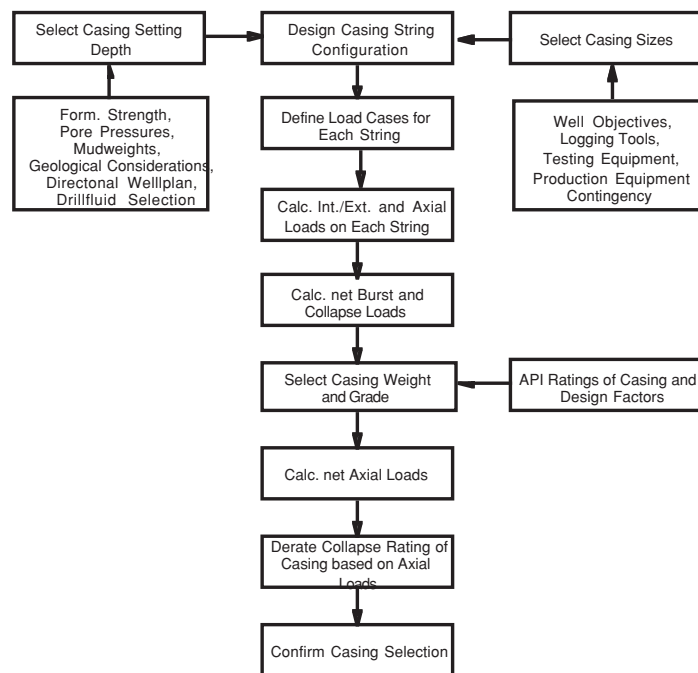 Select Casing Setting
Depth
Design Casing String
Configuration
Select Casing Sizes
Form. Strength,
Pore Pressures,
Mudweights,
Geological Considerations,
Directonal Welllplan,
Drillfluid Selection
Define Load Cases for
Each String
Well Objectives,
Logging Tools,
Testing Equipment,
Production Equipment
Contingency
Calc. Int./Ext. and Axial
Loads on Each String
Calc. net Burst and
Collapse Loads
Select Casing Weight
and Grade
API Ratings of Casing and
Design Factors
Calc. net Axial Loads
Derate Collapse Rating of
Casing based on Axial
Loads
Confirm Casing Selection